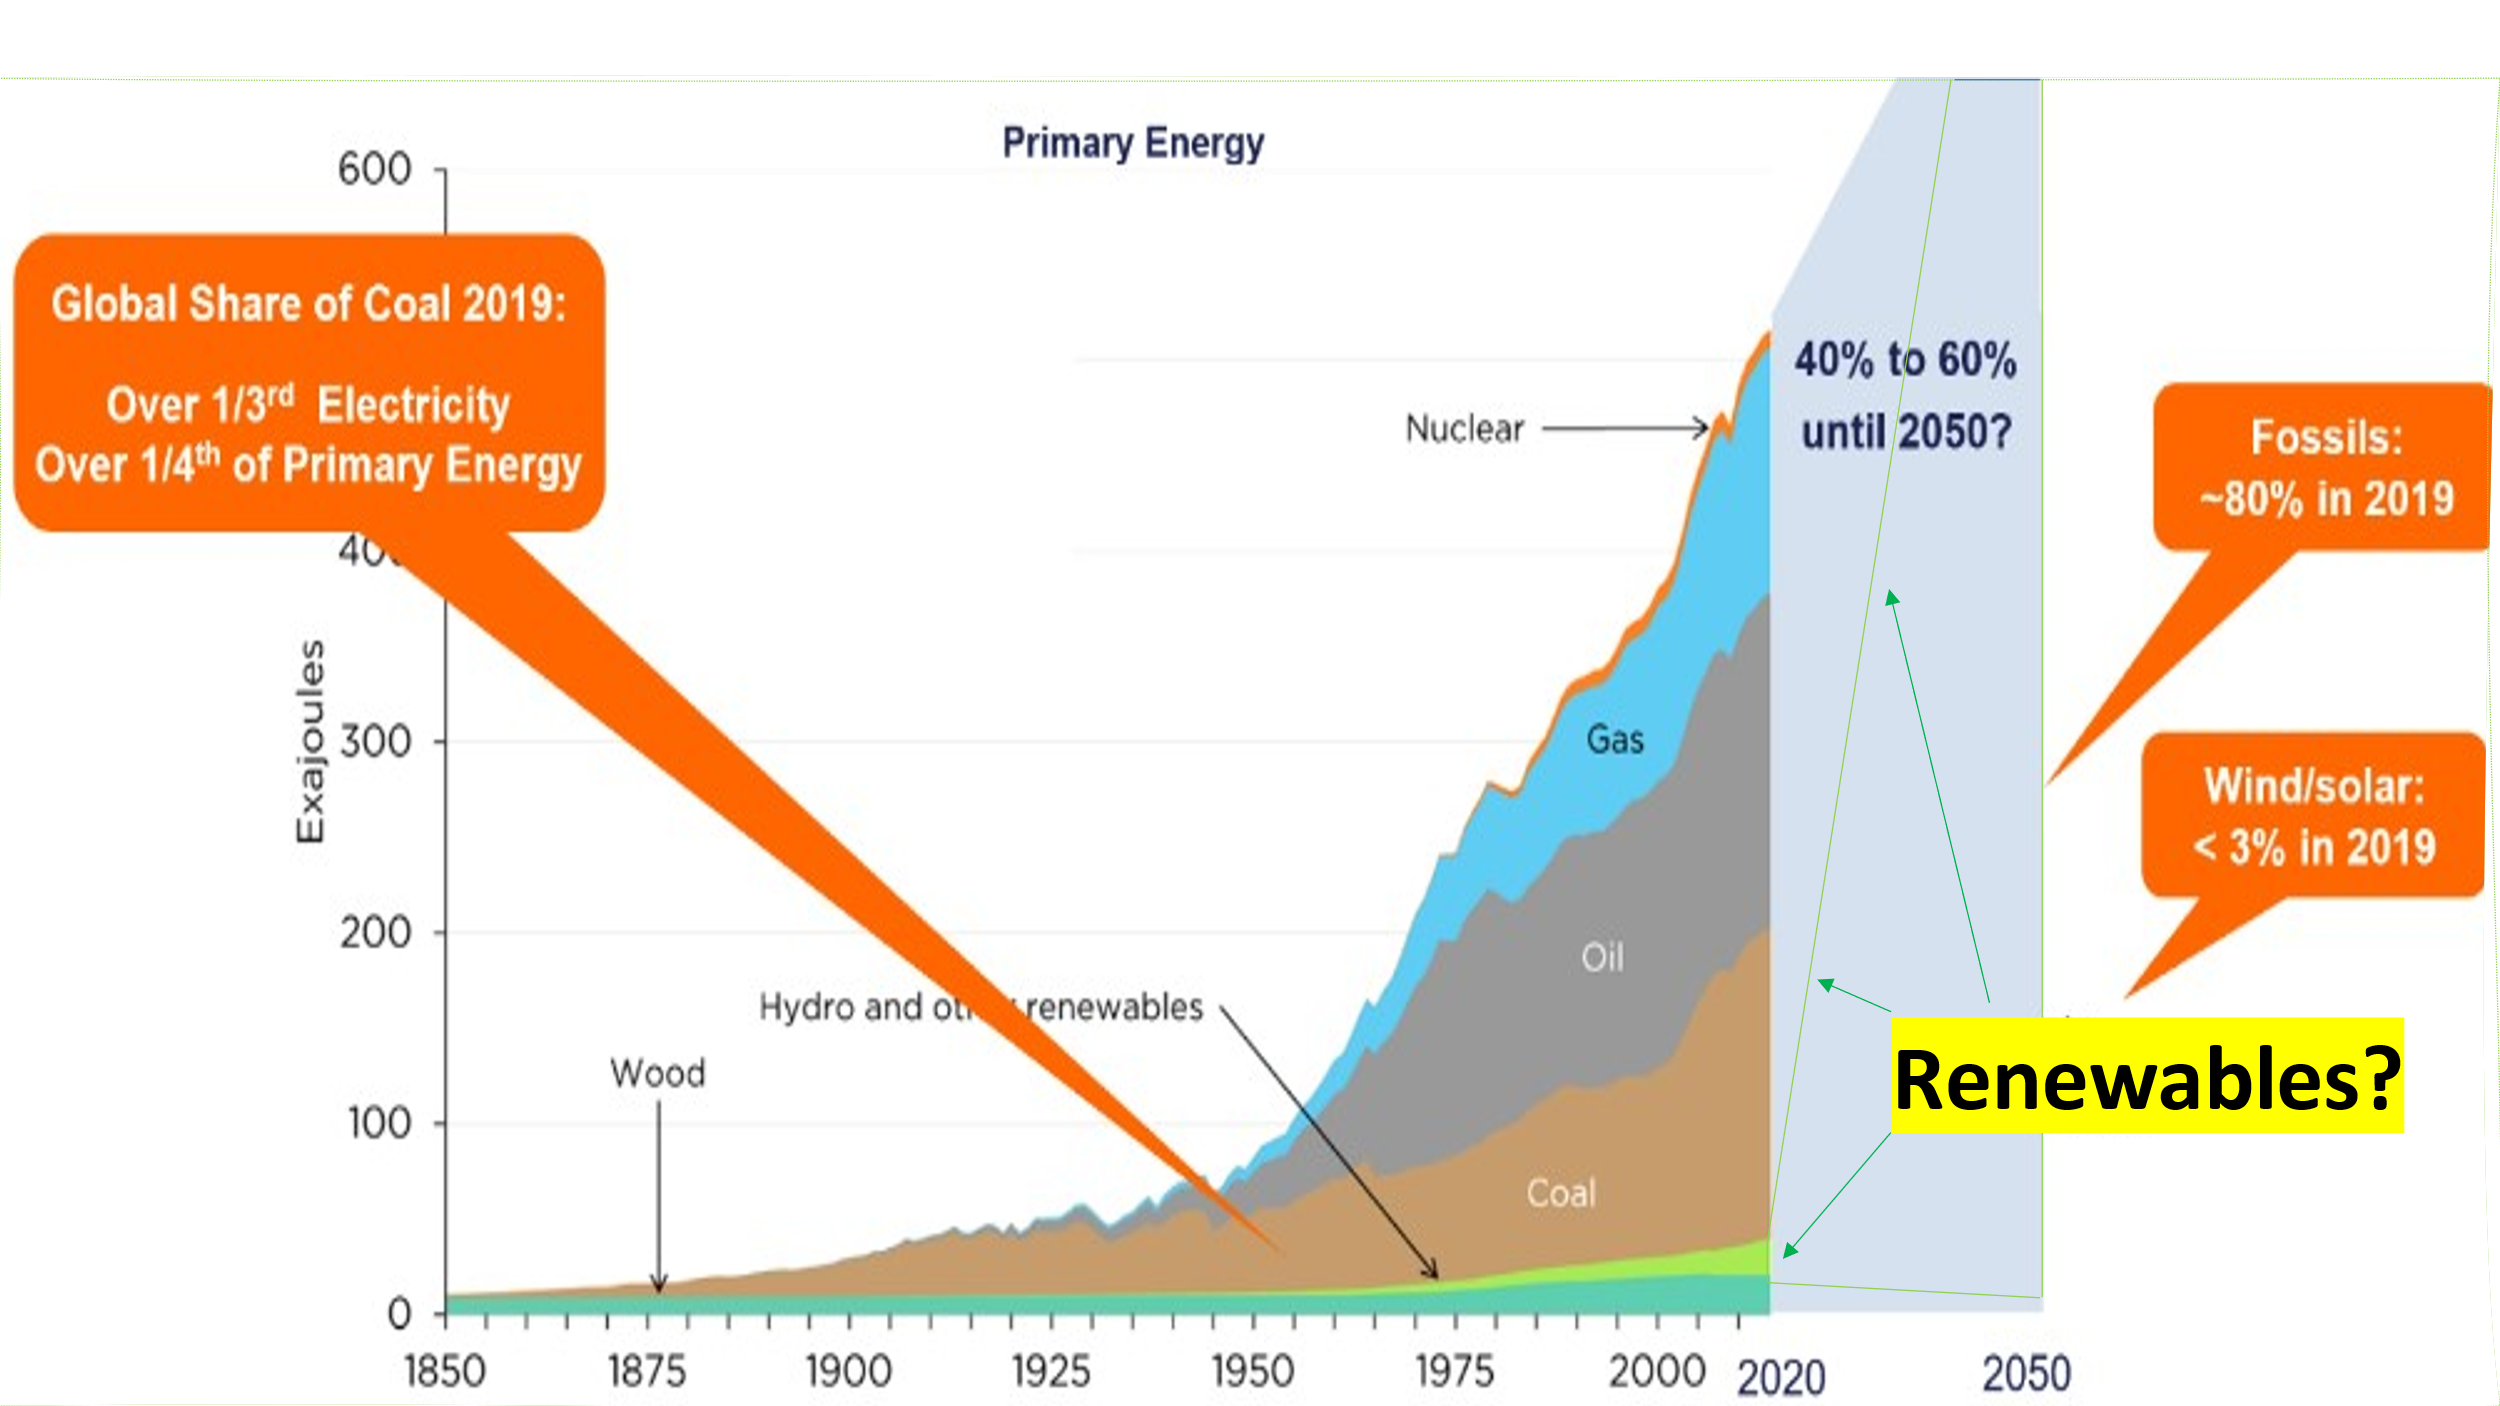 Primary Energy
600
Global Share of Coal 2019:
Over 1/3rd Electricity
Over 1/4th of Primary Energy
40% to 60%
until 2050?
Nuclear
Fossils:
~80% in 2019
Exajoules
300
Gas
Wind/solar:
< 3% in 2019
200
Oil
Hydro and renewables
Renewables?
Wood
100
Coal
0
1850 1875 1900 1925 1950 1975 2000 2020 2050